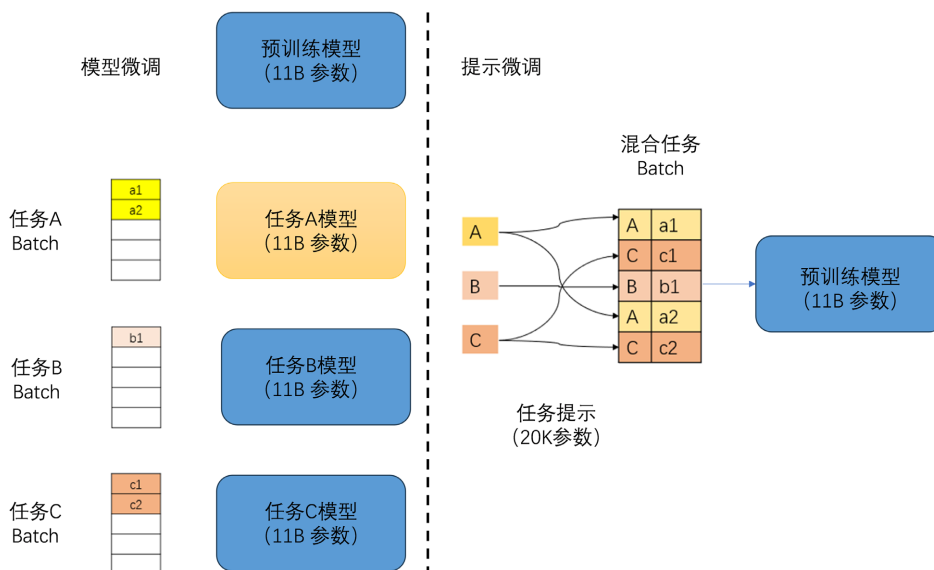 模型微调
预训练模型
（11B 参数）
任务A
Batch
a1
a2
任务A模型
（11B 参数）
任务B
Batch
b1
任务B模型
（11B 参数）
任务C
Batch
c1
c2
任务C模型
（11B 参数）
提示微调
混合任务
Batch
A
B
C
A a1
C c1
B b1
A a2
C c2
任务提示
（20K参数）
预训练模型
（11B 参数）